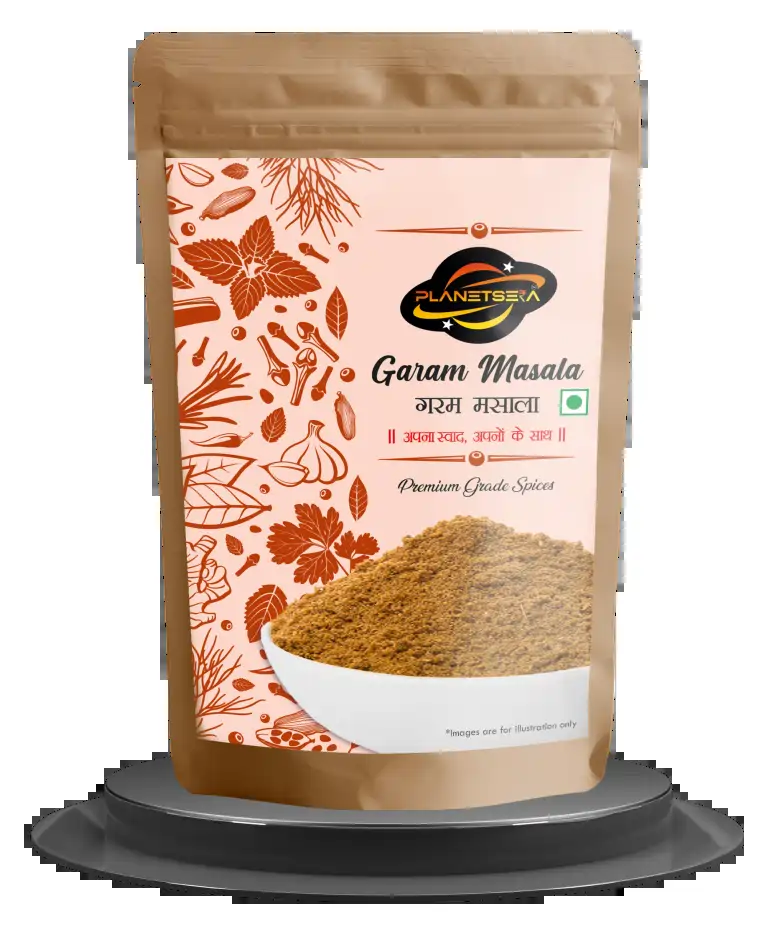 PLANETSERA
Garam Masala
गरम मसाला
|| अपना स्वाद, अपनों के साथ ||
Premium Grade Spices
*Images are for illustration only